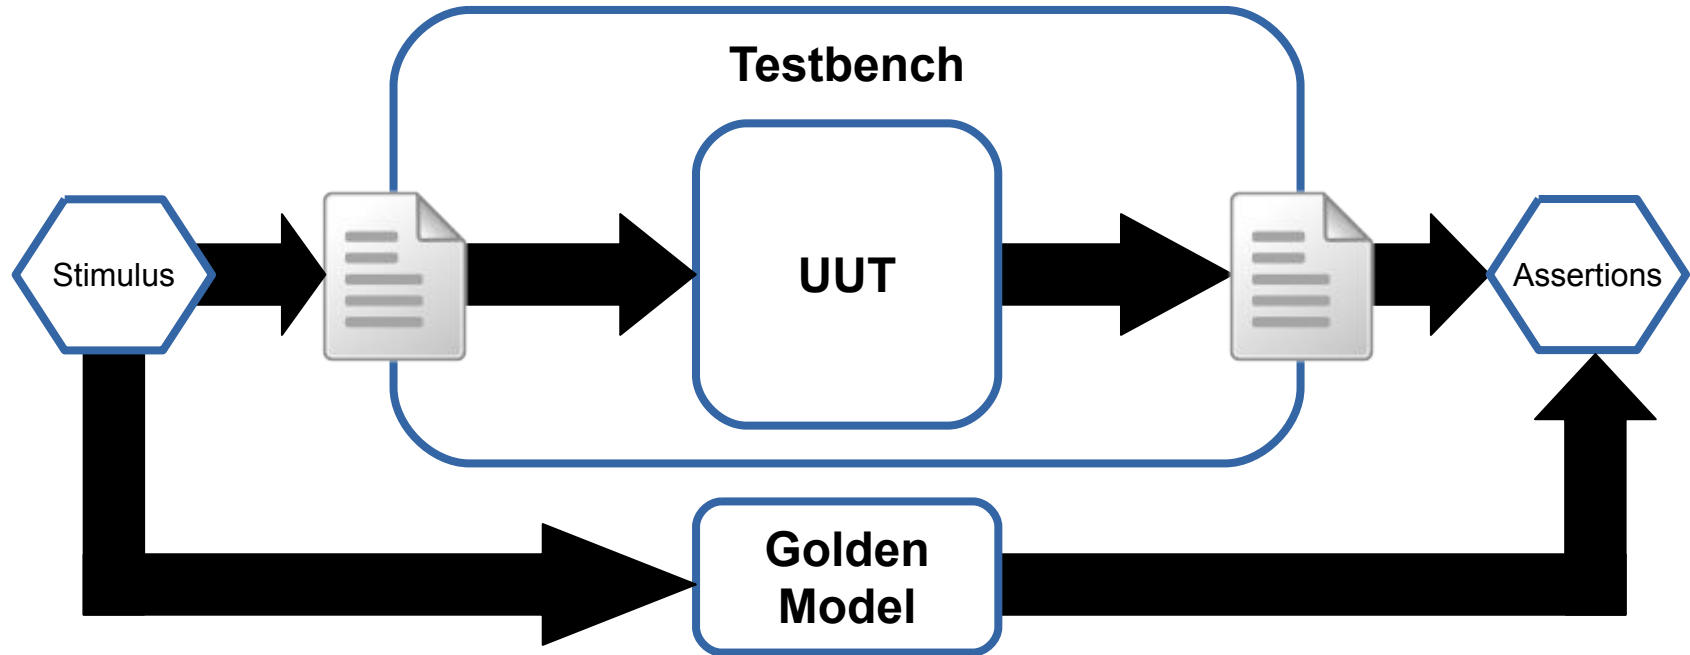 Testbench
Stimulus
UUT
Assertions
Golden
Model